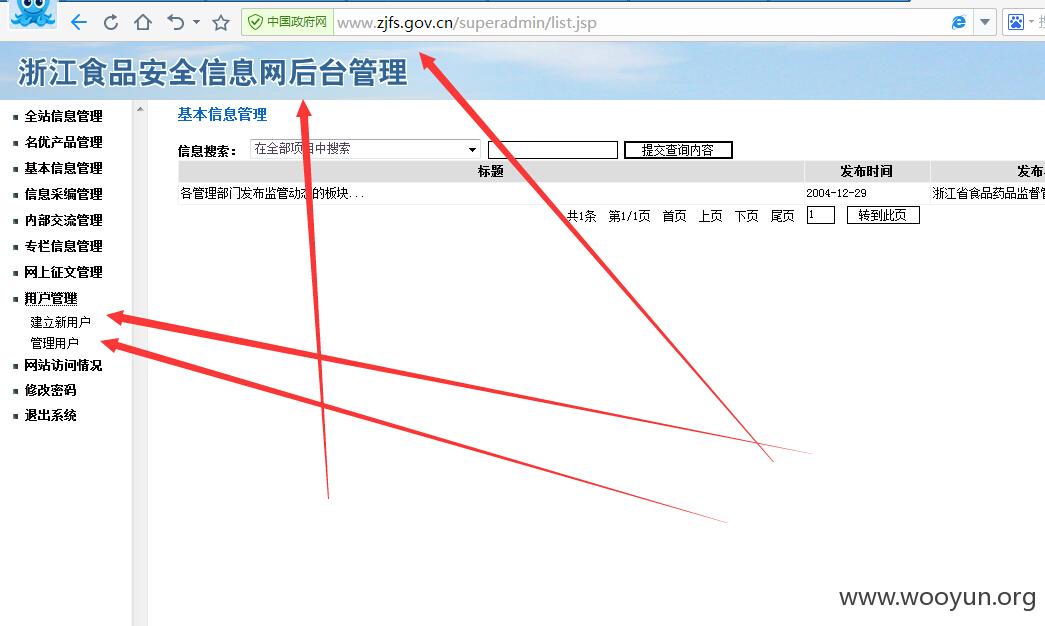 中国政府网 www.zjfs.gov.cn/superadmin/list.jsp
浙江食品安全信息网后台管理
全站信息管理
名优产品管理
基本信息管理
信息采编管理
内部交流管理
专栏信息管理
网上征文管理
用户管理
建立新用户
管理用户
网站访问情况
修改密码
退出系统
基本信息管理
信息搜索： 在全部项目中搜索 提交查询内容
标题 发布时间 发布
各管理部门发布监管动态的板块... 2004-12-29 浙江省食品药品监督管
共1条 第1/1页 首页 上页 下页 尾页 1 转到此页
www.wooyun.org